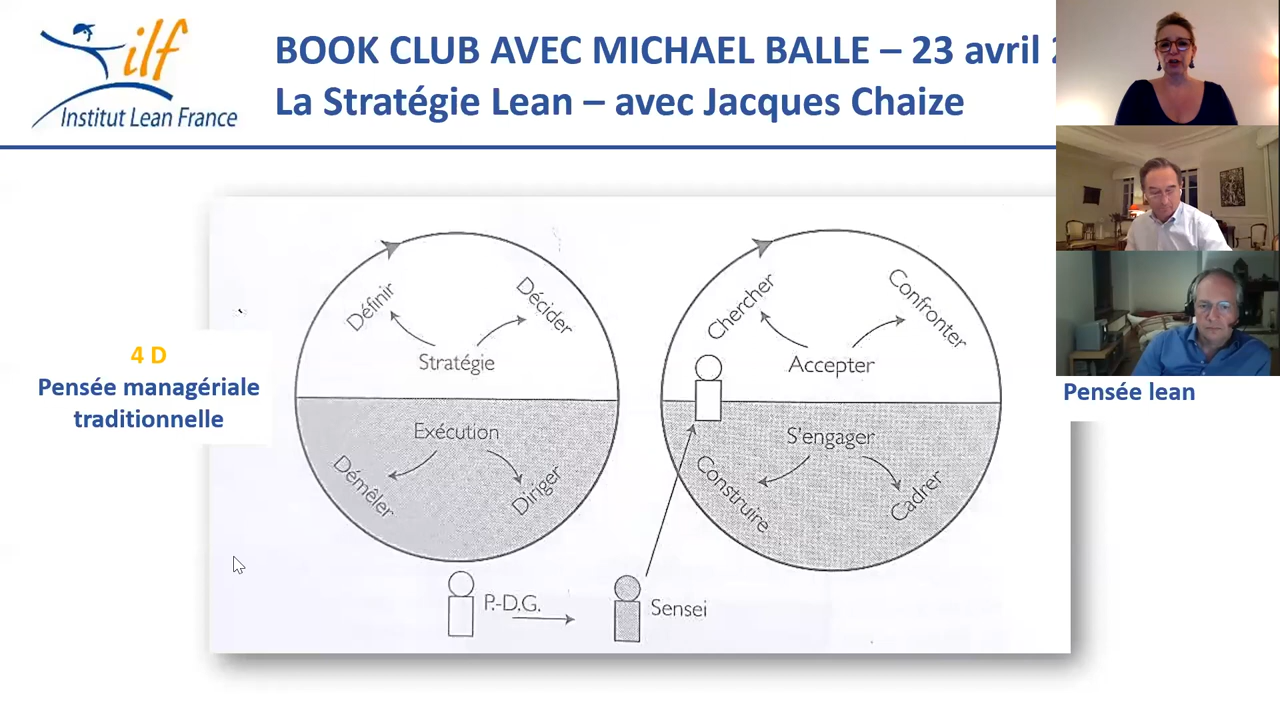 ilf
Institut Lean France
BOOK CLUB AVEC MICHAEL BALLE – 23 avril
La Stratégie Lean – avec Jacques Chaize
4 D
Pensée managériale
traditionnelle
Définir
Décider
Stratégie
Exécution
Démêler
Diriger
Chercher
Confronter
Accepter
S'engager
Construire
Cadrer
P.-D.G.
Sensei
Pensée lean